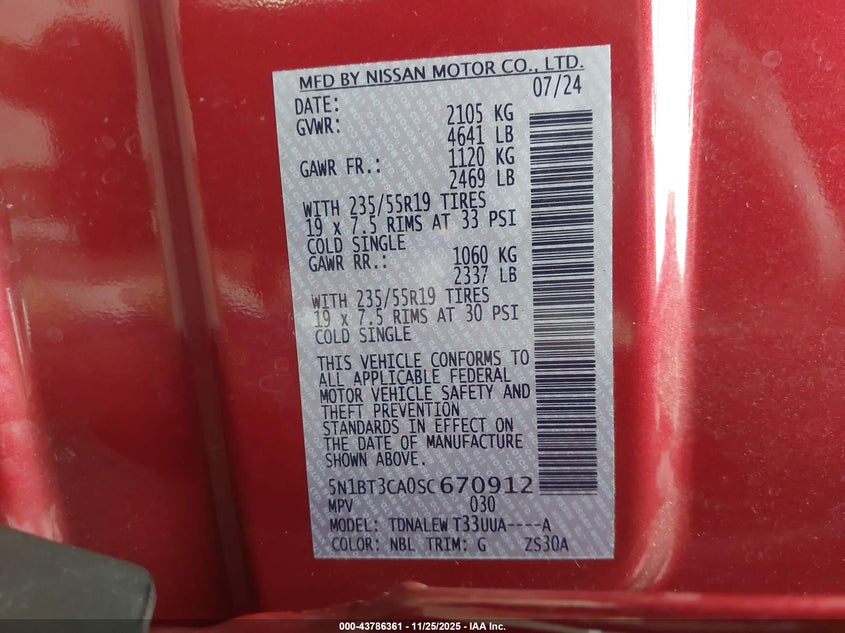 MFD BY NISSAN MOTOR CO., LTD.
DATE: 07/24
GVWR: 2105 KG
4641 LB
GAWR FR.: 1120 KG
2469 LB
WITH 235/55R19 TIRES
19 x 7.5 RIMS AT 33 PSI
COLD SINGLE
GAWR RR.: 1060 KG
2337 LB
WITH 235/55R19 TIRES
19 x 7.5 RIMS AT 30 PSI
COLD SINGLE
THIS VEHICLE CONFORMS TO
ALL APPLICABLE FEDERAL
MOTOR VEHICLE SAFETY AND
THEFT PREVENTION
STANDARDS IN EFFECT ON
THE DATE OF MANUFACTURE
SHOWN ABOVE.
5N1BT3CA0SC670912
MPV 030
MODEL: TDNALEW T33UUA----A
COLOR: NBL TRIM: G ZS30A
000-43786361 - 11/25/2025 - IAA Inc.